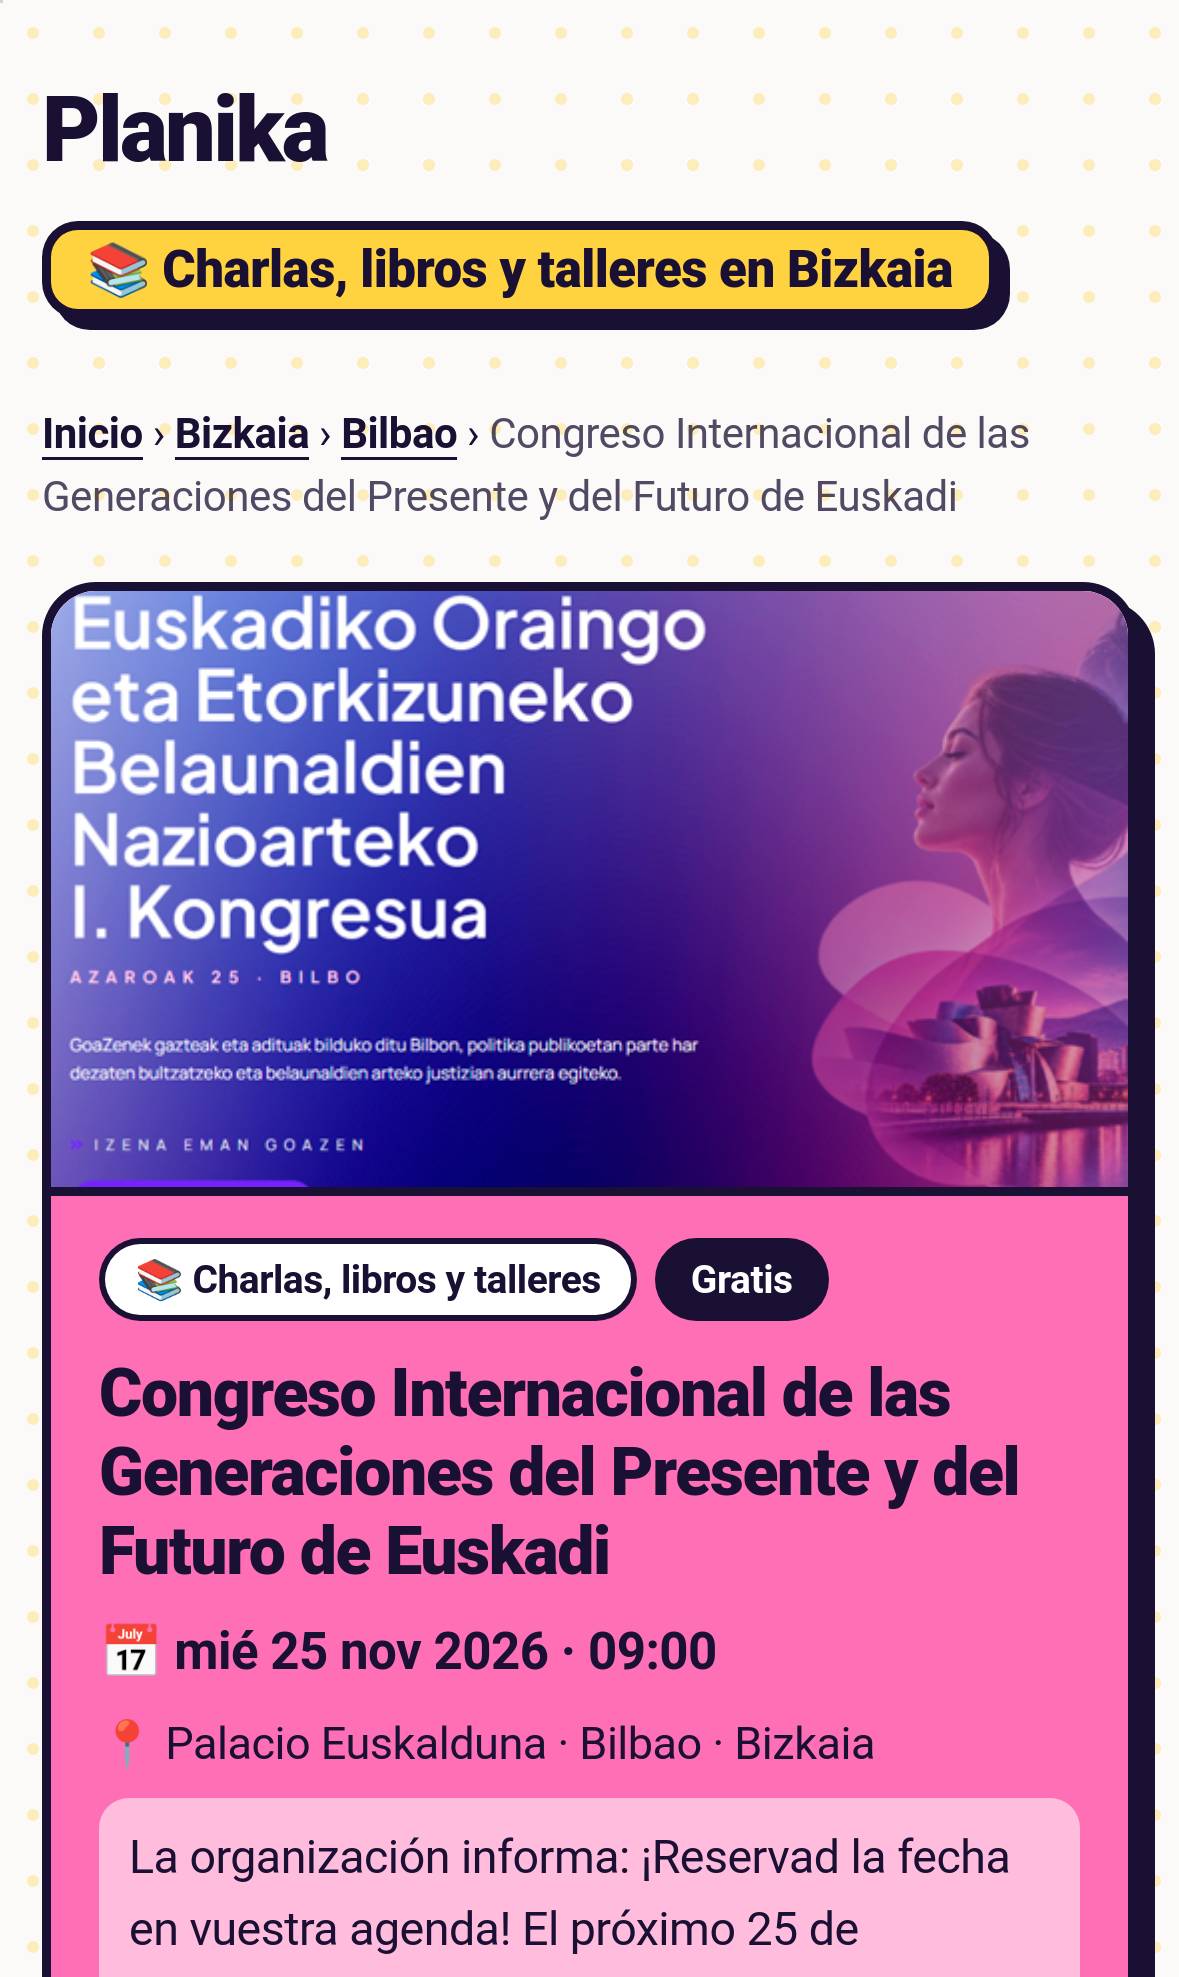 Planika
📚 Charlas, libros y talleres en Bizkaia
Inicio › Bizkaia › Bilbao › Congreso Internacional de las
Generaciones del Presente y del Futuro de Euskadi
Euskadiko Oraingo
eta Etorkizuneko
Belaunaldien
Nazioarteko
I. Kongresua
AZAROAK 25 · BILBO
GoaZenek gazteak eta adituak bilduko ditu Bilbon, politika publikoetan parte har
dezaten bultzatzeko eta belaunaldien arteko justizian aurrera egiteko.
» IZENA EMAN GOAZEN
📚 Charlas, libros y talleres
Gratis
Congreso Internacional de las
Generaciones del Presente y del
Futuro de Euskadi
📅 mié 25 nov 2026 · 09:00
📍 Palacio Euskalduna · Bilbao · Bizkaia
La organización informa: ¡Reservad la fecha
en vuestra agenda! El próximo 25 de